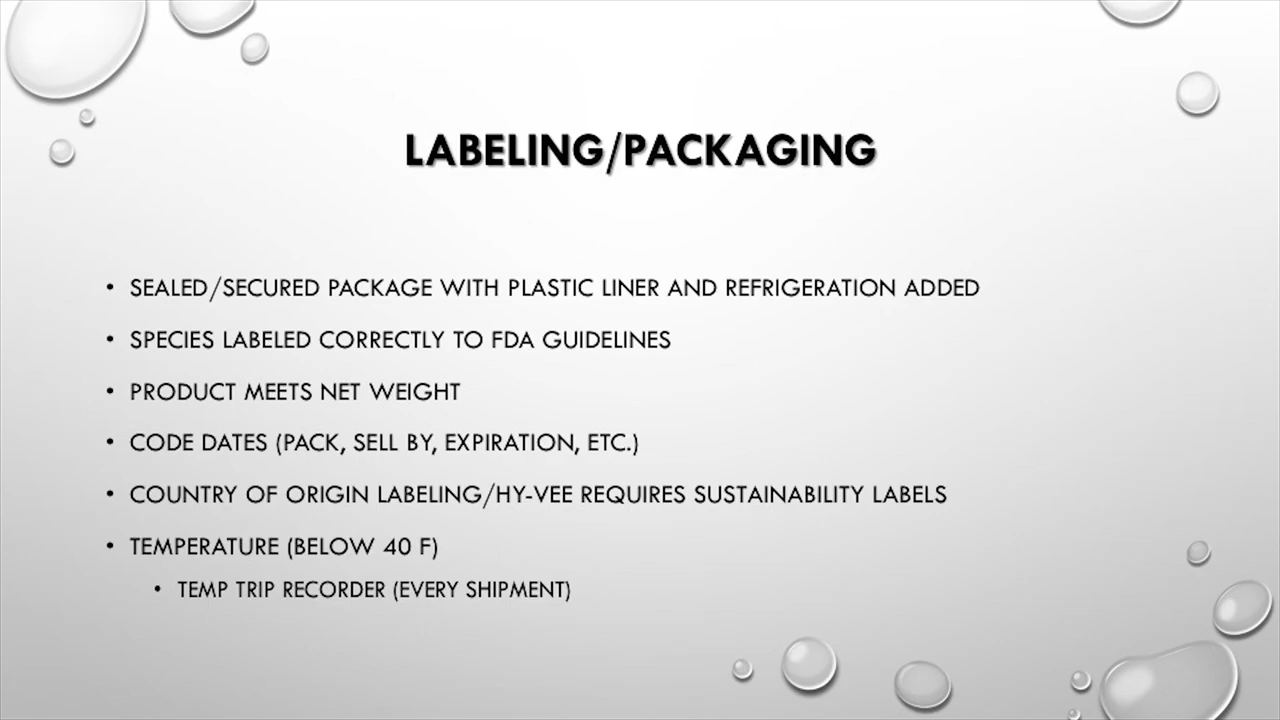 LABELING/PACKAGING
• SEALED/SECURED PACKAGE WITH PLASTIC LINER AND REFRIGERATION ADDED
• SPECIES LABELED CORRECTLY TO FDA GUIDELINES
• PRODUCT MEETS NET WEIGHT
• CODE DATES (PACK, SELL BY, EXPIRATION, ETC.)
• COUNTRY OF ORIGIN LABELING/HY-VEE REQUIRES SUSTAINABILITY LABELS
• TEMPERATURE (BELOW 40 F)
• TEMP TRIP RECORDER (EVERY SHIPMENT)